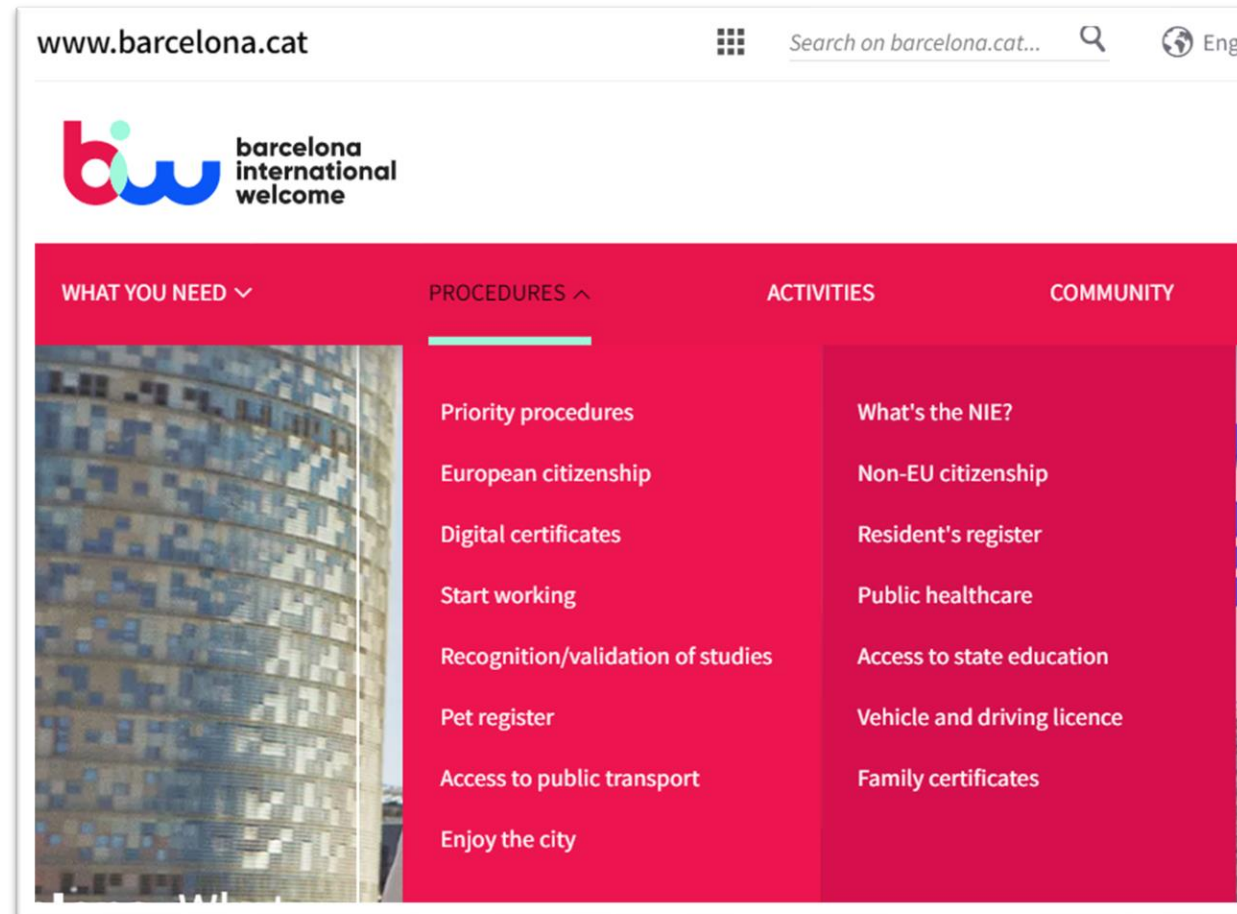 www.barcelona.cat
Search on barcelona.cat...
Eng
barcelona
international
welcome
WHAT YOU NEED
PROCEDURES
ACTIVITIES
COMMUNITY
Priority procedures
European citizenship
Digital certificates
Start working
Recognition/validation of studies
Pet register
Access to public transport
Enjoy the city
What's the NIE?
Non-EU citizenship
Resident's register
Public healthcare
Access to state education
Vehicle and driving licence
Family certificates